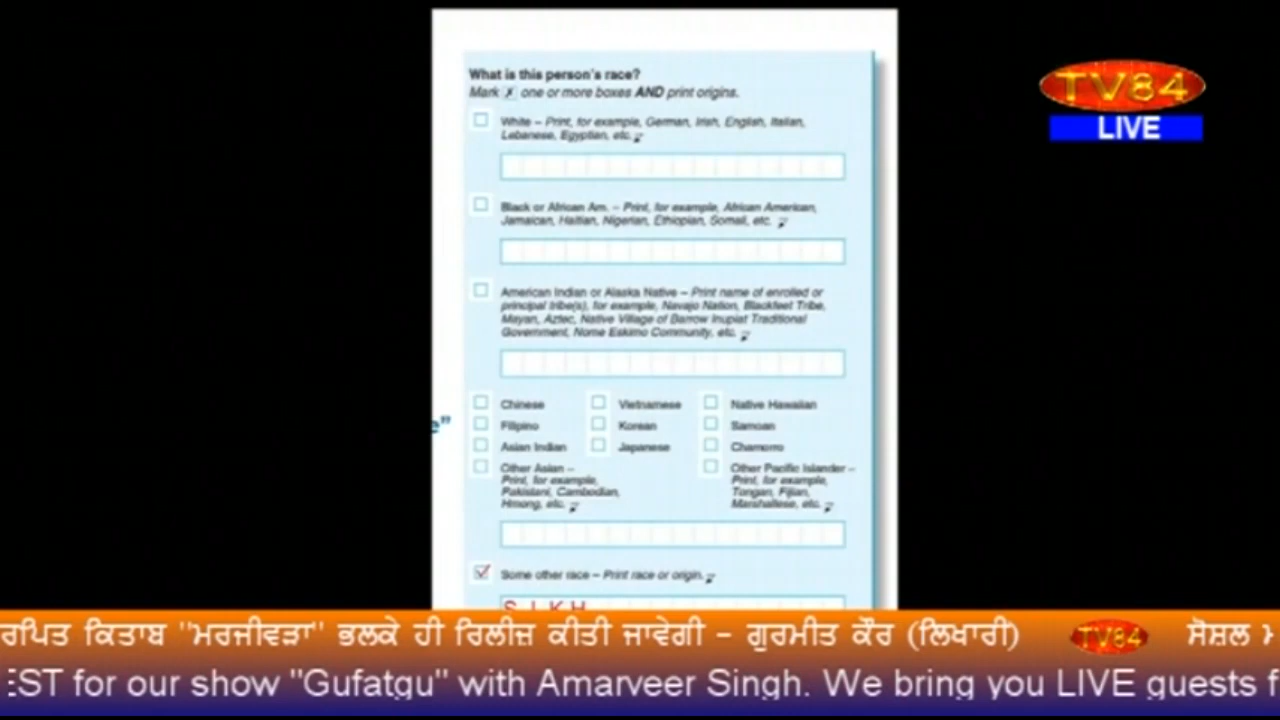 What is this person's race?
Mark ✗ one or more boxes AND print origins.
White – Print, for example, German, Irish, English, Italian,
Lebanese, Egyptian, etc.
Black or African Am. – Print, for example, African American,
Jamaican, Haitian, Nigerian, Ethiopian, Somali, etc.
American Indian or Alaska Native – Print name of enrolled or
principal tribe(s), for example, Navajo Nation, Blackfeet Tribe,
Mayan, Aztec, Native Village of Barrow Inupiat Traditional
Government, Nome Eskimo Community, etc.
Chinese
Vietnamese
Native Hawaiian
Filipino
Korean
Samoan
Asian Indian
Japanese
Chamorro
Other Asian –
Print, for example,
Pakistani, Cambodian,
Hmong, etc.
Other Pacific Islander –
Print, for example,
Tongan, Fijian,
Marshallese, etc.
Some other race – Print race or origin.
SIKH
e"
TV84
LIVE
ਰਪਿਤ ਕਿਤਾਬ "ਮਰਜੀਵੜਾ" ਭਲਕੇ ਹੀ ਰਿਲੀਜ਼ ਕੀਤੀ ਜਾਵੇਗੀ - ਗੁਰਮੀਤ ਕੌਰ (ਲਿਖਾਰੀ) TV84 ਸੋਸ਼ਲ ਮ
EST for our show "Gufatgu" with Amarveer Singh. We bring you LIVE guests f